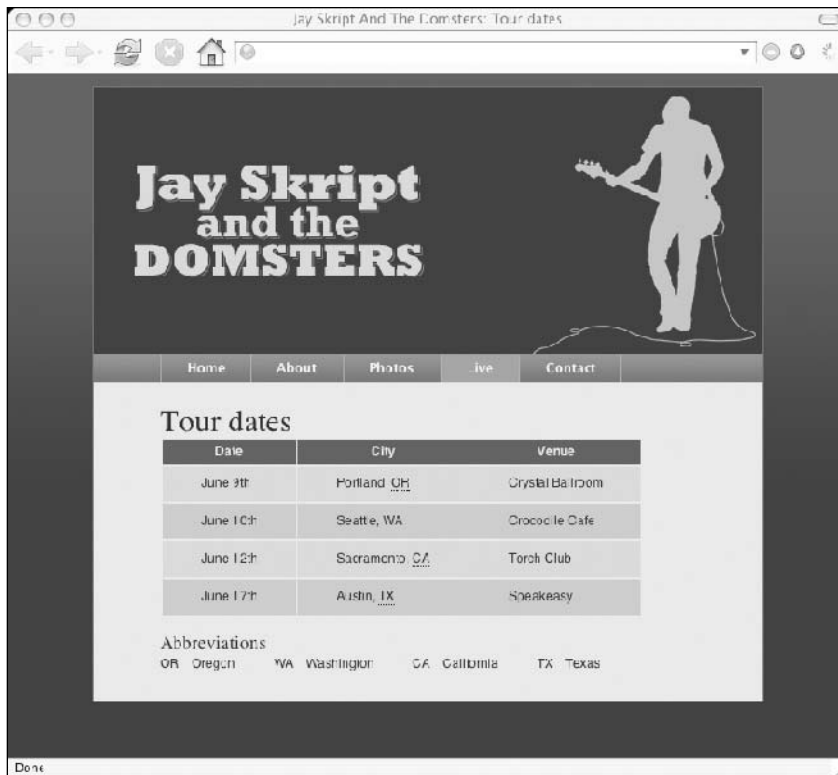 Jay Skript And The Domsters: Tour dates
Jay Skript
and the
DOMSTERS
Home About Photos Live Contact
Tour dates
Date City Venue
June 9th Portland, OR Crystal Ballroom
June 10th Seattle, WA Crocodile Cafe
June 12th Sacramento, CA Torch Club
June 17th Austin, TX Speakeasy
Abbreviations
OR Oregon WA Washington CA California TX Texas
Done